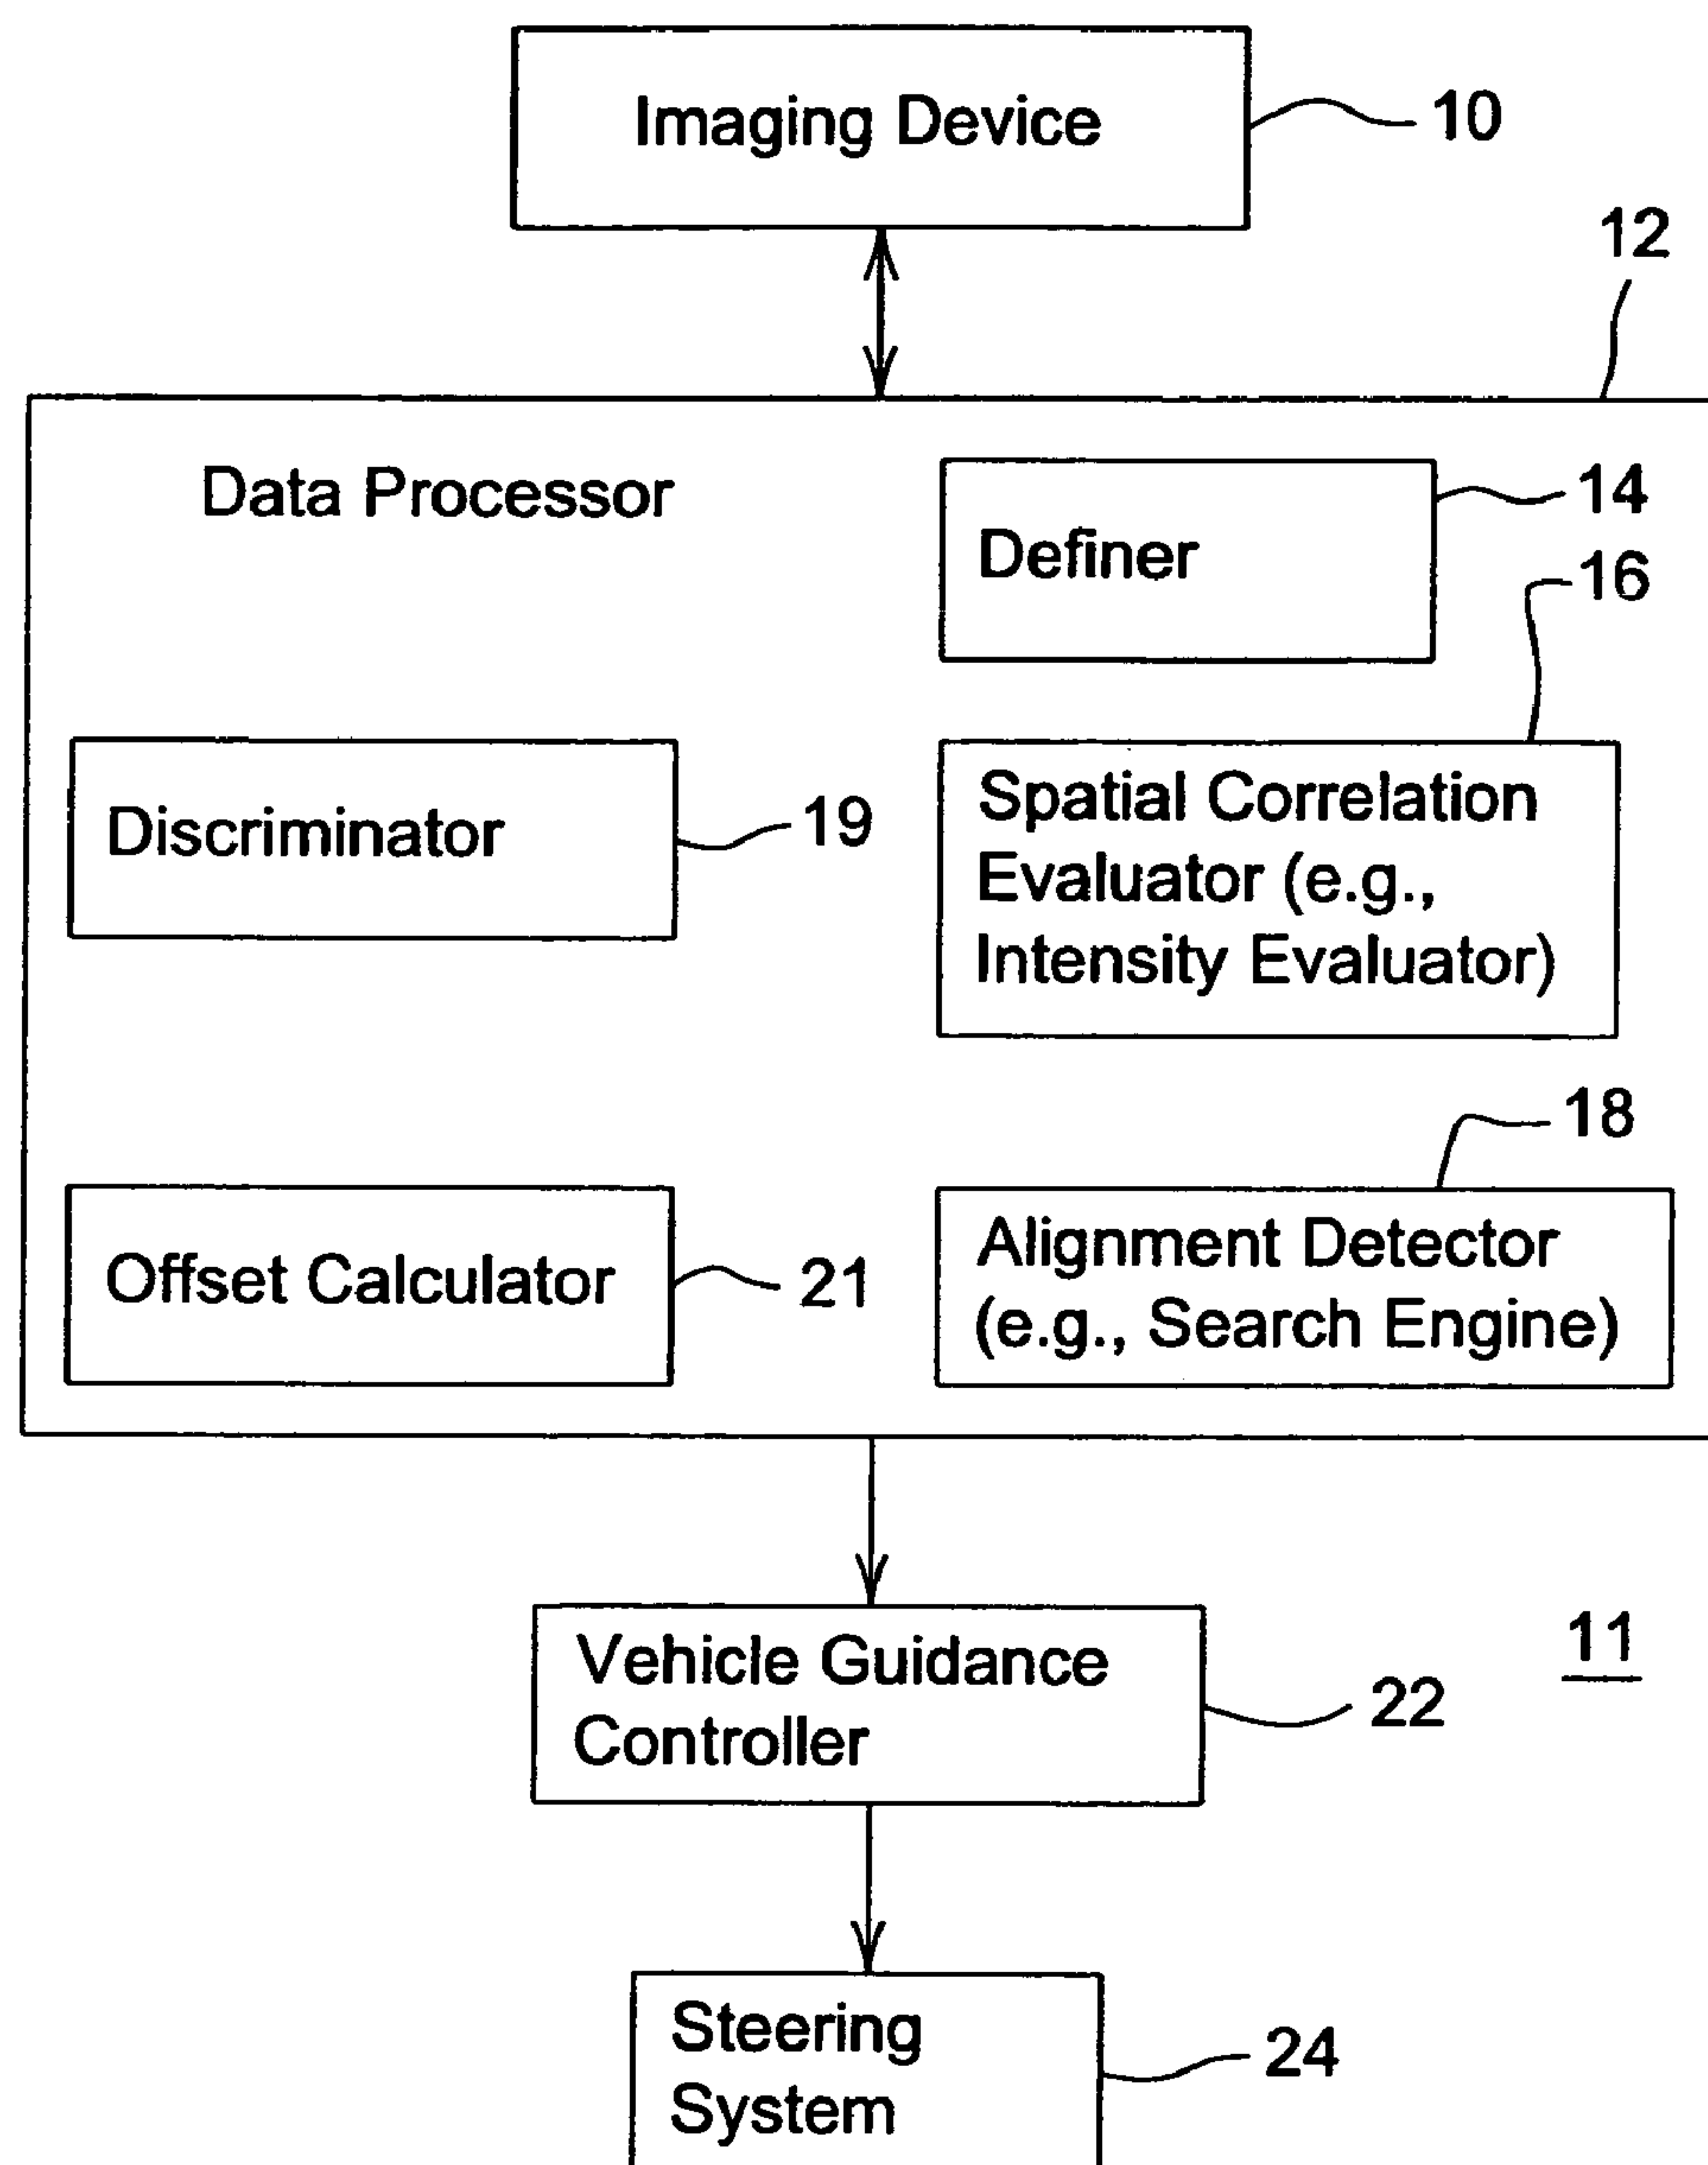 Imaging Device
10
12
Data Processor
14
Definer
16
Discriminator
19
Spatial Correlation
Evaluator (e.g.,
Intensity Evaluator)
18
Offset Calculator
21
Alignment Detector
(e.g., Search Engine)
Vehicle Guidance
Controller
22
11
Steering
System
24